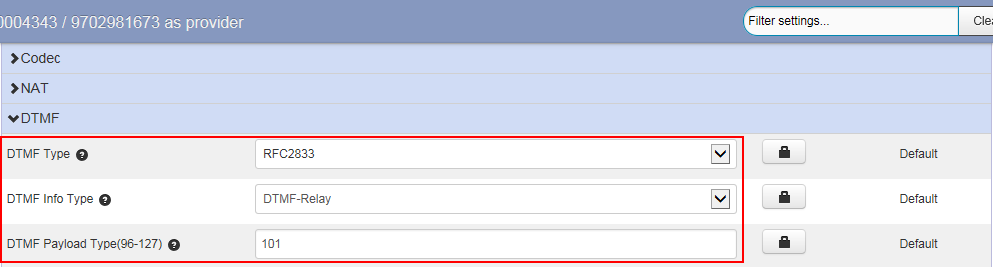 0004343 / 9702981673 as provider
Filter settings... Clea
Codec
NAT
DTMF
DTMF Type ? RFC2833 Default
DTMF Info Type ? DTMF-Relay Default
DTMF Payload Type(96-127) ? 101 Default